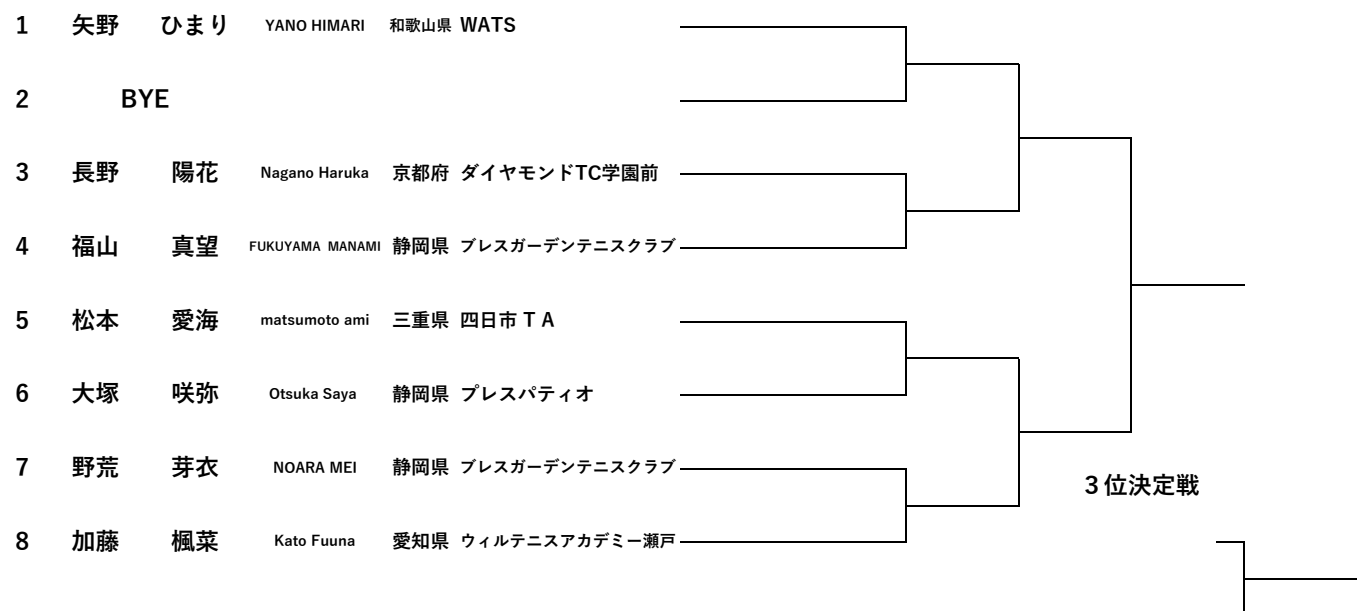 1 矢野 ひまり YANO HIMARI 和歌山県 WATS
2 BYE
3 長野 陽花 Nagano Haruka 京都府 ダイヤモンドTC学園前
4 福山 真望 FUKUYAMA MANAMI 静岡県 ブレスガーデンテニスクラブ
5 松本 愛海 matsumoto ami 三重県 四日市ＴＡ
6 大塚 咲弥 Otsuka Saya 静岡県 プレスパティオ
7 野荒 芽衣 NOARA MEI 静岡県 ブレスガーデンテニスクラブ
３位決定戦
8 加藤 楓菜 Kato Fuuna 愛知県 ウィルテニスアカデミー瀬戸